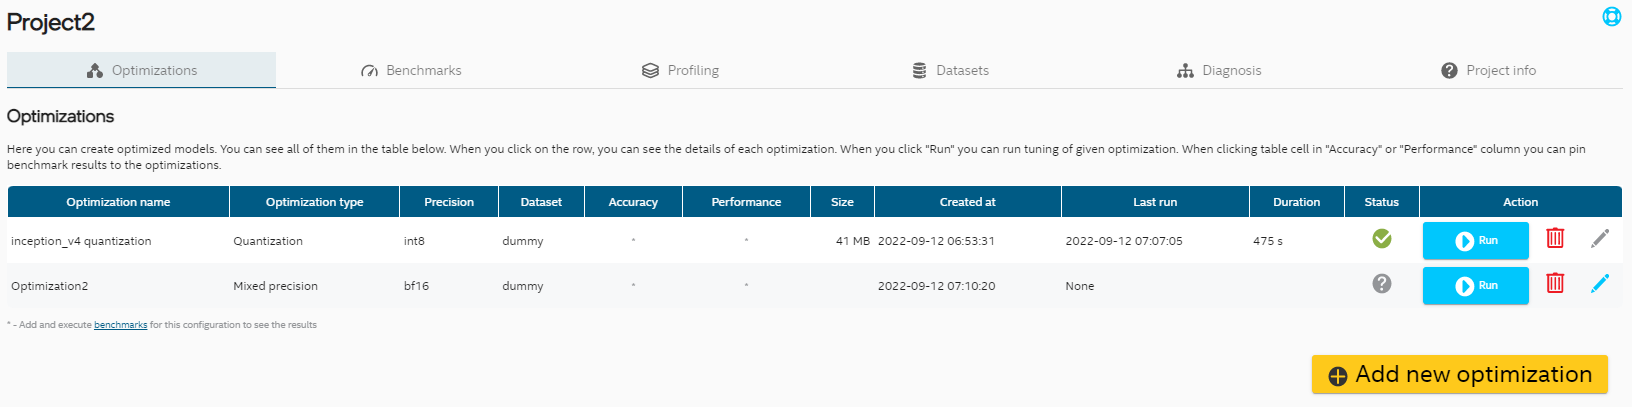 Project2
Optimizations Benchmarks Profiling Datasets Diagnosis Project info
Optimizations
Here you can create optimized models. You can see all of them in the table below. When you click on the row, you can see the details of each optimization. When you click "Run" you can run tuning of given optimization. When clicking table cell in "Accuracy" or "Performance" column you can pin
benchmark results to the optimizations.
Optimization name Optimization type Precision Dataset Accuracy Performance Size Created at Last run Duration Status Action
inception_v4 quantization Quantization int8 dummy * * 41 MB 2022-09-12 06:53:31 2022-09-12 07:07:05 475 s Run
Optimization2 Mixed precision bf16 dummy * * 2022-09-12 07:10:20 None Run
* - Add and execute benchmarks for this configuration to see the results
Add new optimization